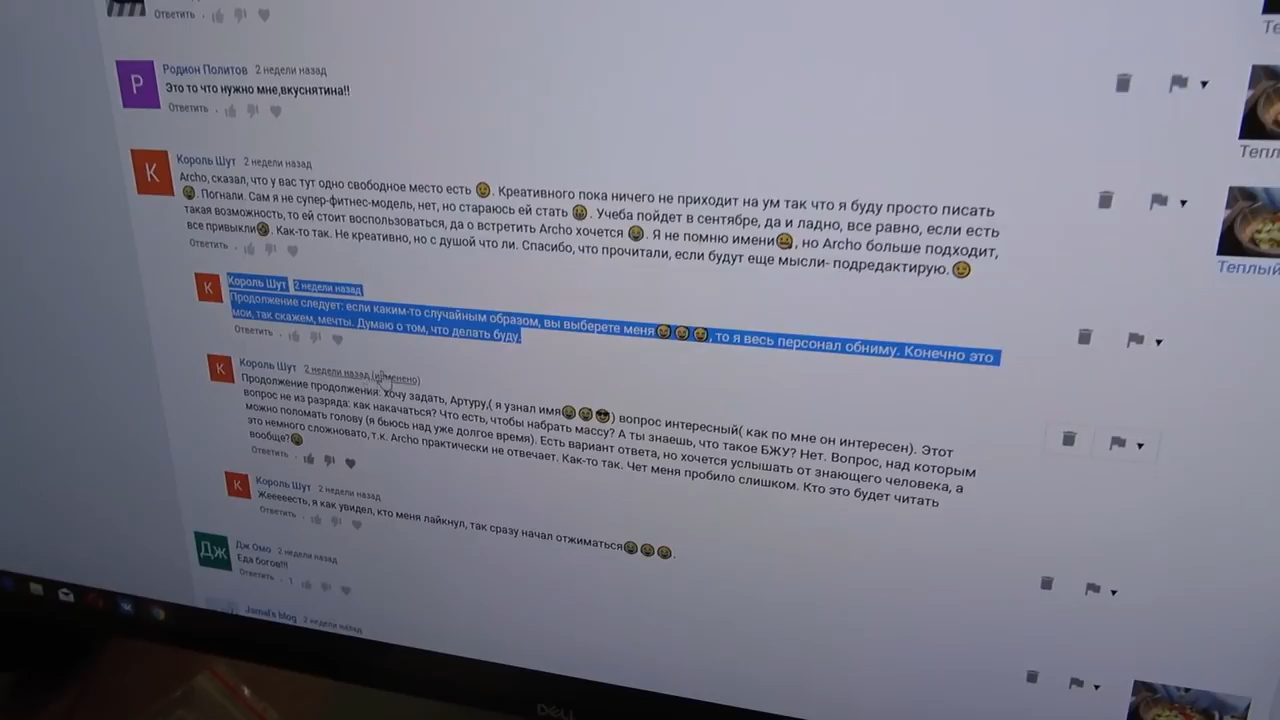 Ответить
Те
Родион Политов 2 недели назад
Это то что нужно мне,вкуснятина!!
Ответить
Тепл
Король Шут 2 недели назад
Archo, сказал, что у вас тут одно свободное место есть 😉. Креативного пока ничего не приходит на ум так что я буду просто писать
. Погнали. Сам я не супер-фитнес-модель, нет, но стараюсь ей стать . Учеба пойдет в сентябре, да и ладно, все равно, если есть
такая возможность, то ей стоит воспользоваться, да о встретить Archo хочется . Я не помню имени, но Archo больше подходит,
все привыкли. Как-то так. Не креативно, но с душой что ли. Спасибо, что прочитали, если будут еще мысли- подредактирую.😉
Ответить
Теплый
Король Шут 2 недели назад
Продолжение следует: если каким-то случайным образом, вы выберете меня, то я весь персонал обниму. Конечно это
мои, так скажем, мечты. Думаю о том, что делать буду.
Ответить
Король Шут 2 недели назад (изменено)
Продолжение продолжения: хочу задать, Артуру,( я узнал имя😎) вопрос интересный( как по мне он интересен). Этот
вопрос не из разряда: как накачаться? Что есть, чтобы набрать массу? А ты знаешь, что такое БЖУ? Нет. Вопрос, над которым
можно поломать голову (я бьюсь над уже долгое время). Есть вариант ответа, но хочется услышать от знающего человека, а
это немного сложновато, т.к. Archo практически не отвечает. Как-то так. Чет меня пробило слишком. Кто это будет читать
вообще?
Ответить
Король Шут 2 недели назад
Жеееееесть, я как увидел, кто меня лайкнул, так сразу начал отжиматься.
Ответить
Дж
Дж Омо 2 недели назад
Еда богов!!!
Ответить 1
Jamal's blog 2 недели назад
DELL